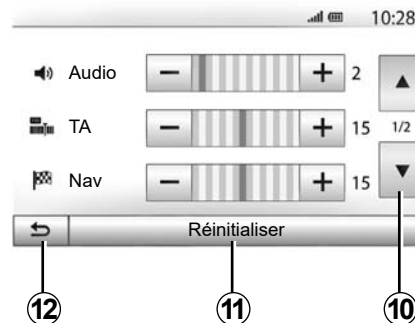 10:28
Audio − + 2
TA − + 15 1/2
Nav − + 15
Réinitialiser
12 11 10